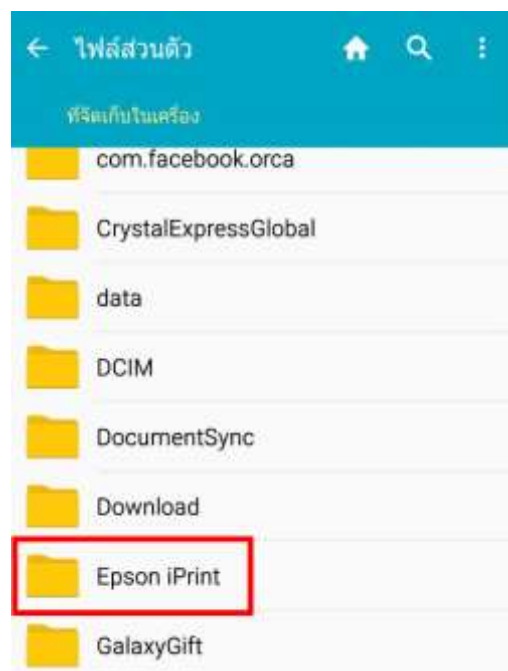 ไฟล์ส่วนตัว
ที่จัดเก็บในเครื่อง
com.facebook.orca
CrystalExpressGlobal
data
DCIM
DocumentSync
Download
Epson iPrint
GalaxyGift